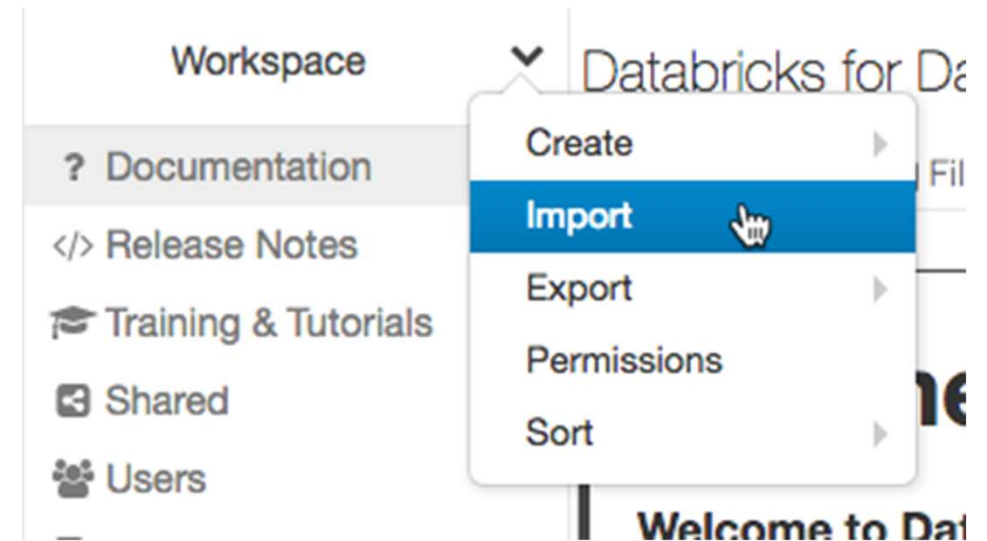 Workspace
Databricks for Da
? Documentation
</> Release Notes
Training & Tutorials
Shared
Users
Create
Import
Export
Permissions
Sort
Fil
ne
Welcome to Dat